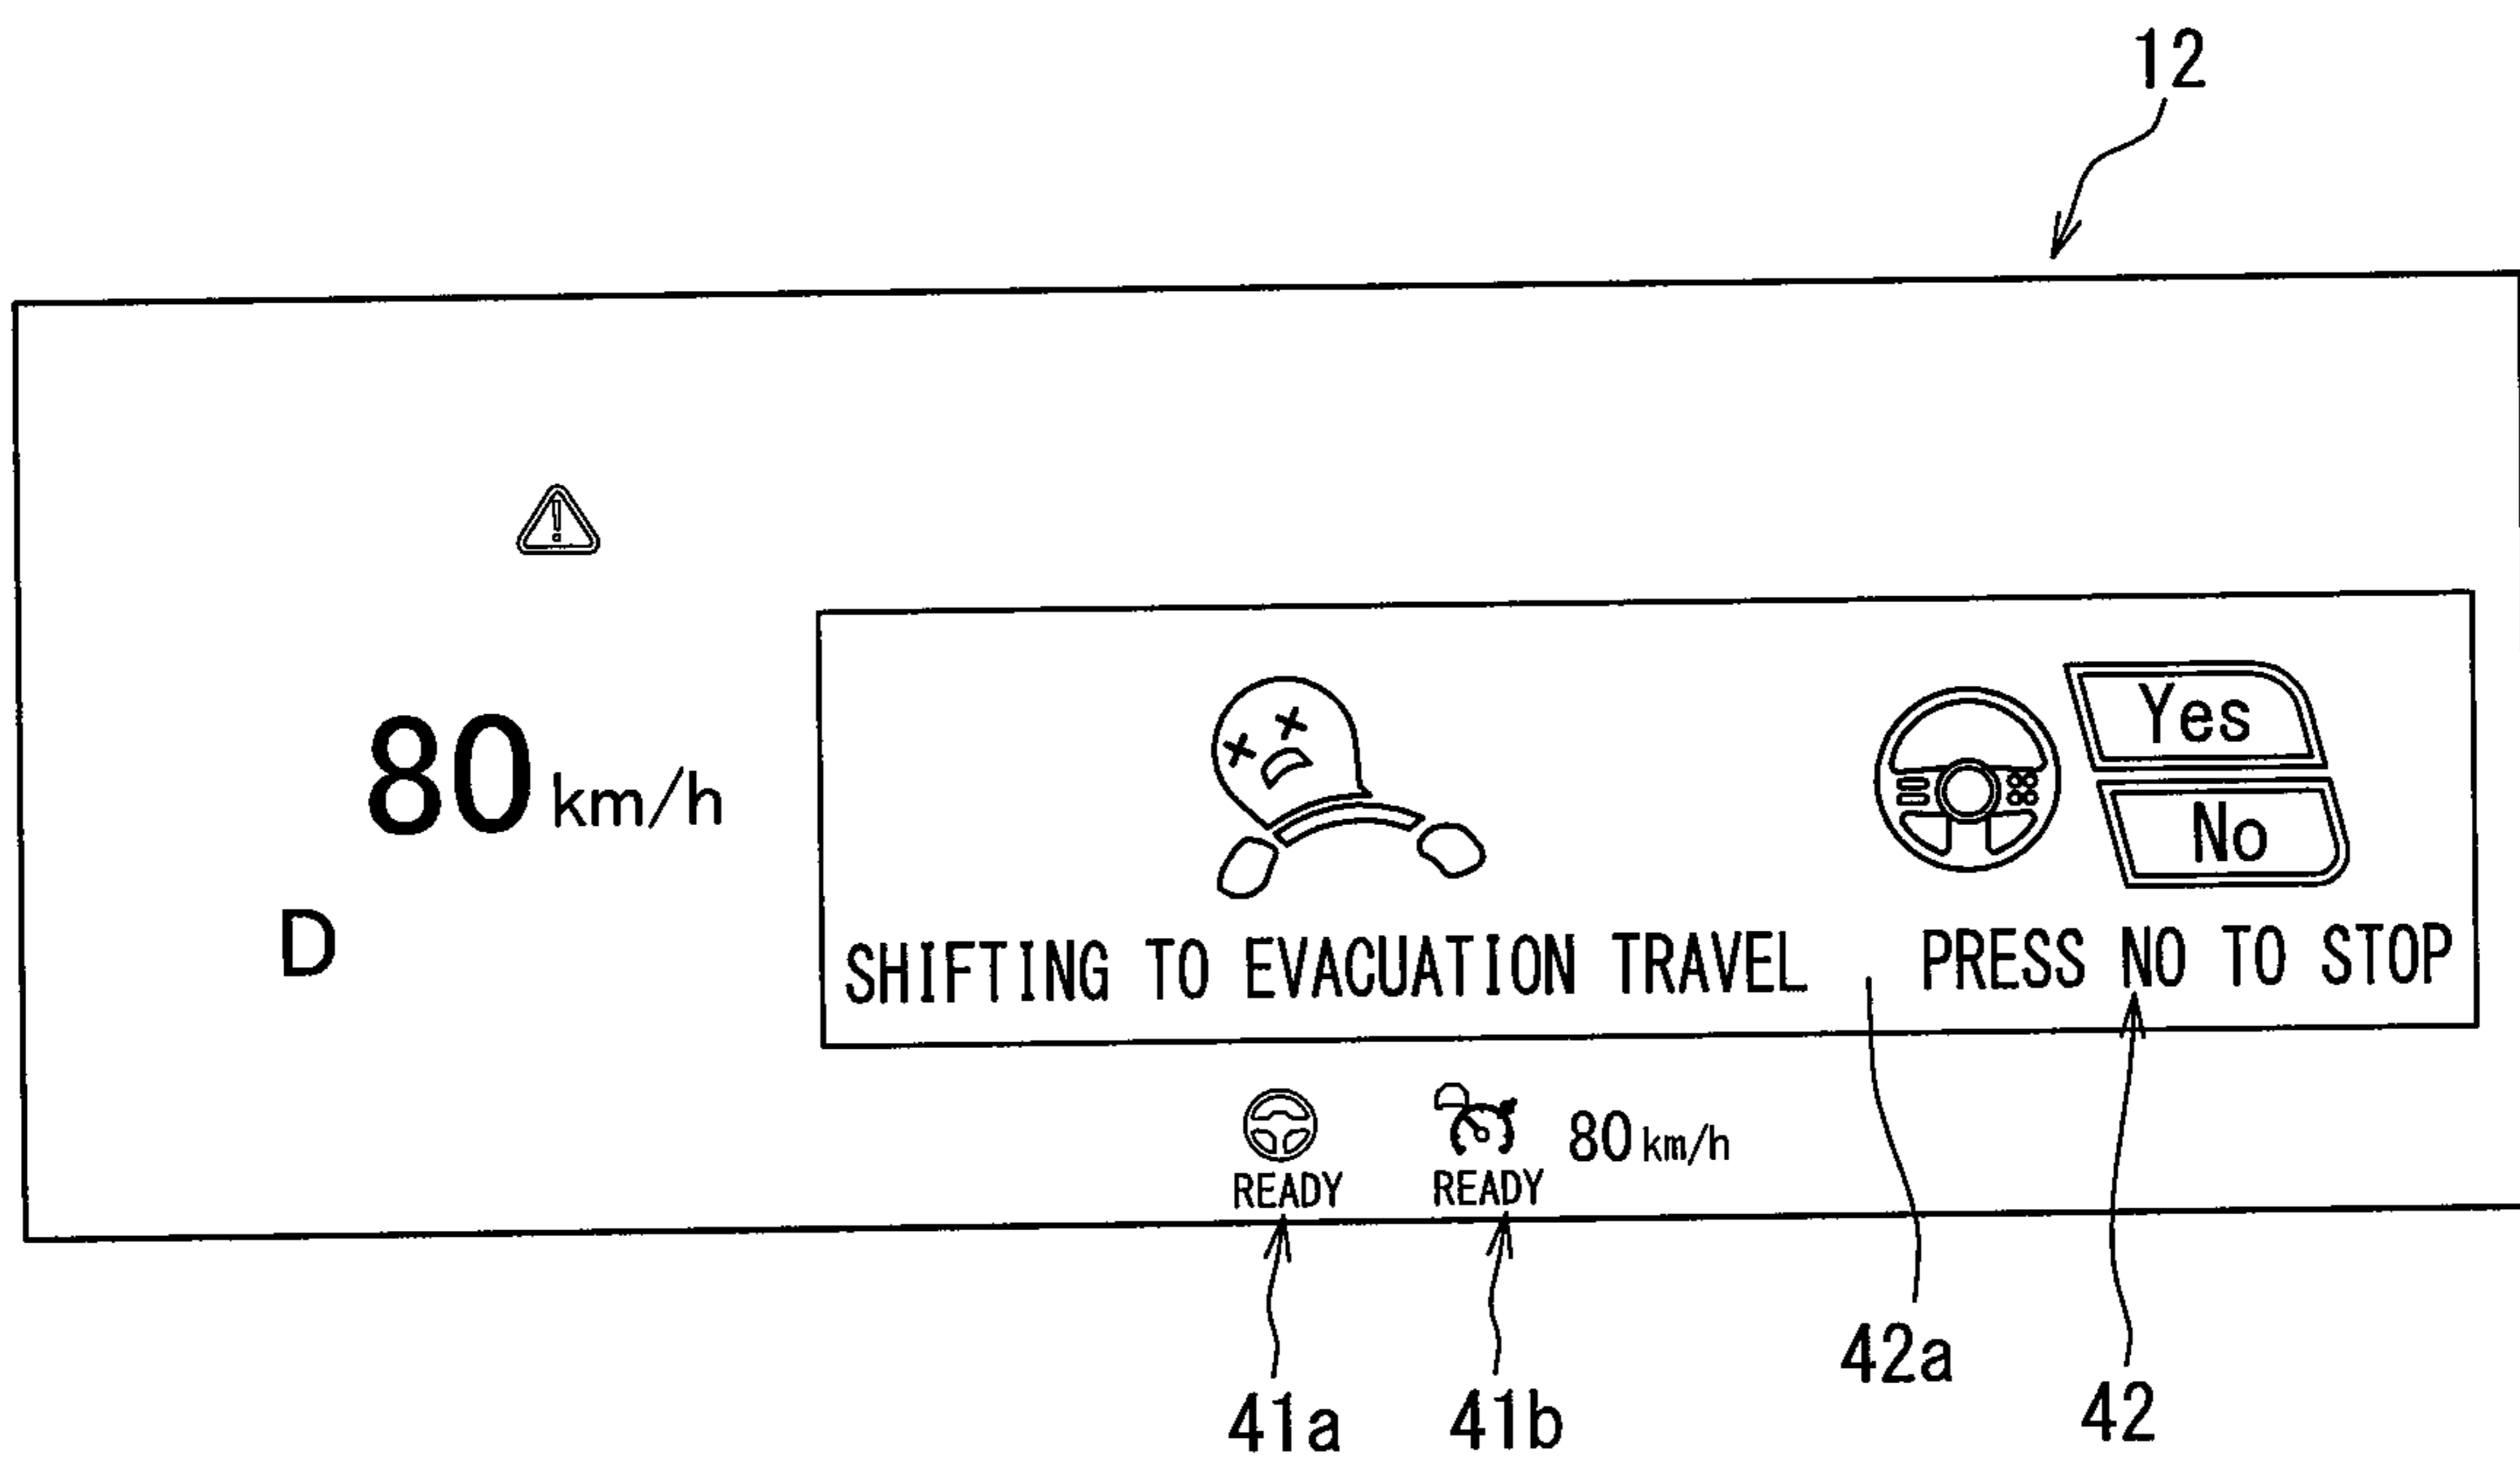 12
80 km/h
D
Yes
No
SHIFTING TO EVACUATION TRAVEL
PRESS NO TO STOP
READY
READY
80 km/h
41a
41b
42a
42